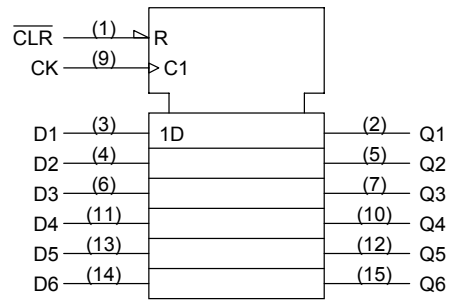 CLR (1) R
CK (9) C1
D1 (3) 1D (2) Q1
D2 (4) (5) Q2
D3 (6) (7) Q3
D4 (11) (10) Q4
D5 (13) (12) Q5
D6 (14) (15) Q6